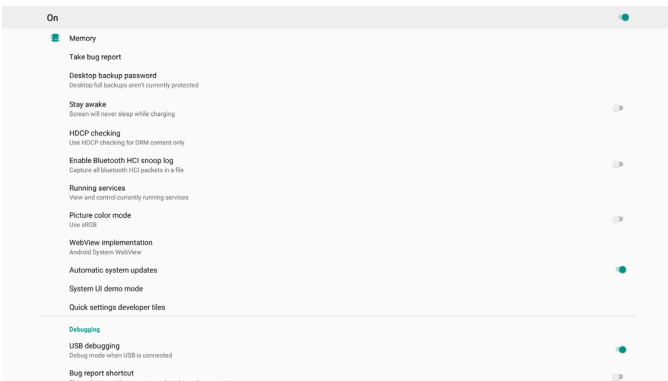 On
Memory
Take bug report
Desktop backup password
Desktop full backups aren't currently protected
Stay awake
Screen will never sleep while charging
HDCP checking
Use HDCP checking for DRM content only
Enable Bluetooth HCI snoop log
Capture all bluetooth HCI packets in a file
Running services
View and control currently running services
Picture color mode
Use sRGB
WebView implementation
Android System WebView
Automatic system updates
System UI demo mode
Quick settings developer tiles
Debugging
USB debugging
Debug mode when USB is connected
Bug report shortcut